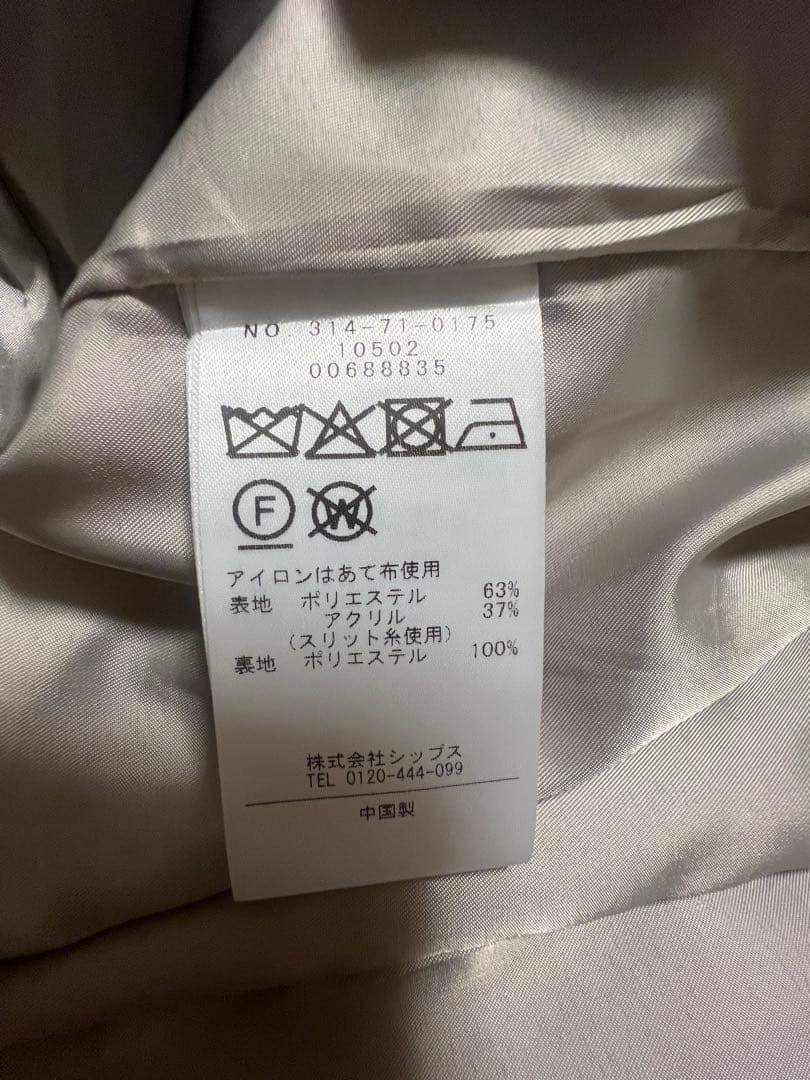 NO. 314-71-0175
10502
00688835
F W
アイロンはあて布使用
表地 ポリエステル 63%
アクリル 37%
(スリット糸使用)
裏地 ポリエステル 100%
株式会社シップス
TEL 0120-444-099
中国製